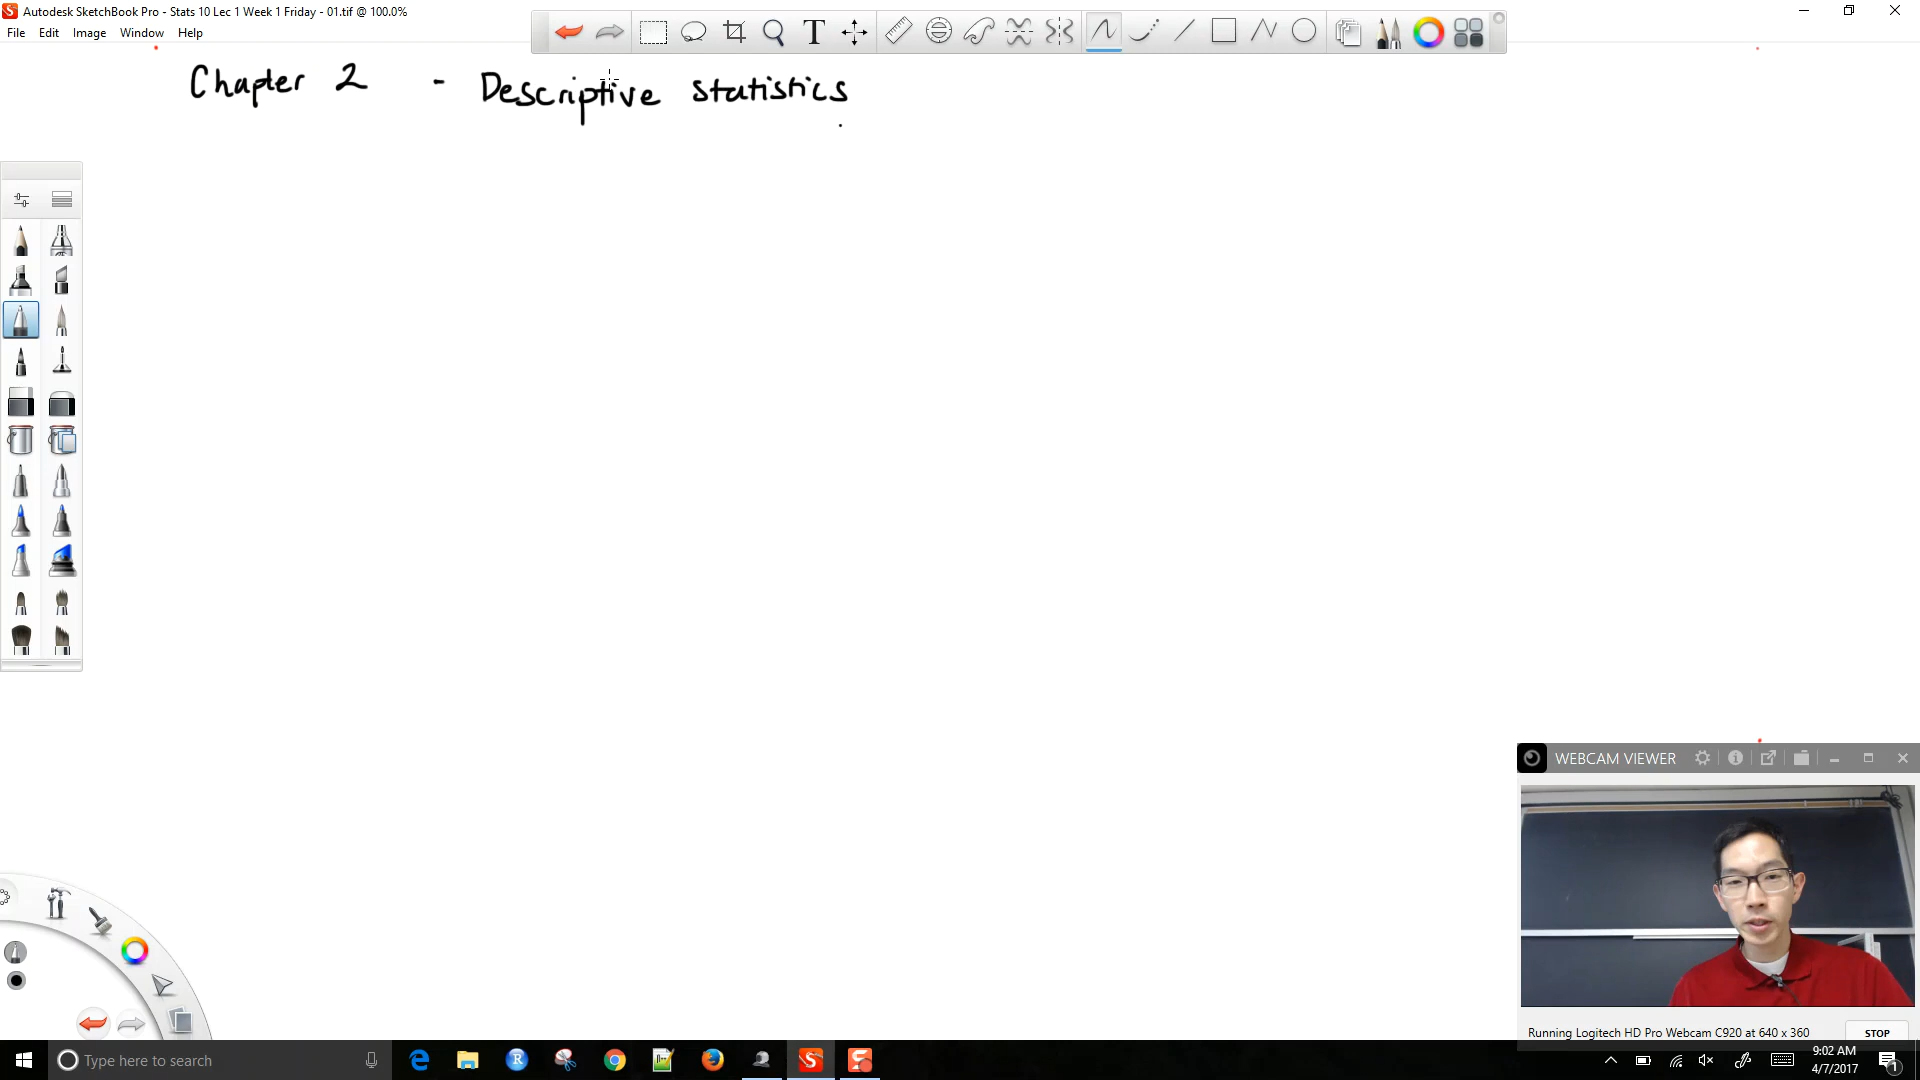 Autodesk SketchBook Pro - Stats 10 Lec 1 Week 1 Friday - 01.tif @ 100.0%
File Edit Image Window Help
T
Chapter 2 - Descriptive statistics
WEBCAM VIEWER
Running Logitech HD Pro Webcam C920 at 640 x 360 STOP
Type here to search
9:02 AM
4/7/2017